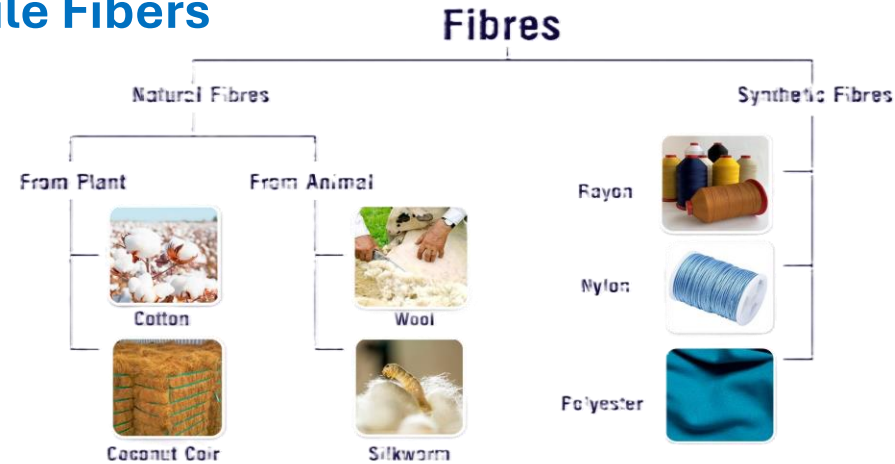 ile Fibers
Fibres
Natural Fibres
Synthetic Fibres
From Plant
From Animal
Rayon
Nylon
Cotton
Wool
Polyester
Coconut Coir
Silkworm